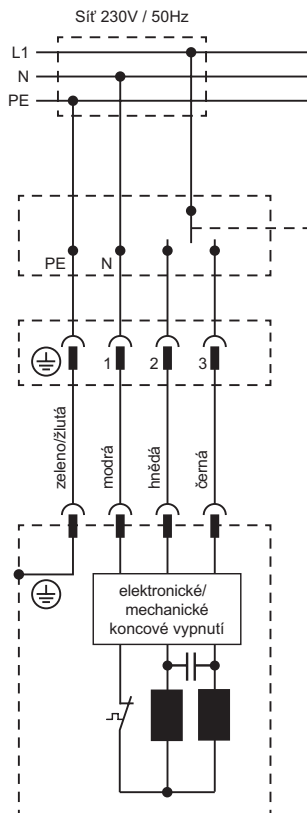 Síť 230V / 50Hz
L1
N
PE
PE N
1 2 3
zeleno/žlutá
modrá
hnědá
černá
elektronické/
mechanické
koncové vypnutí